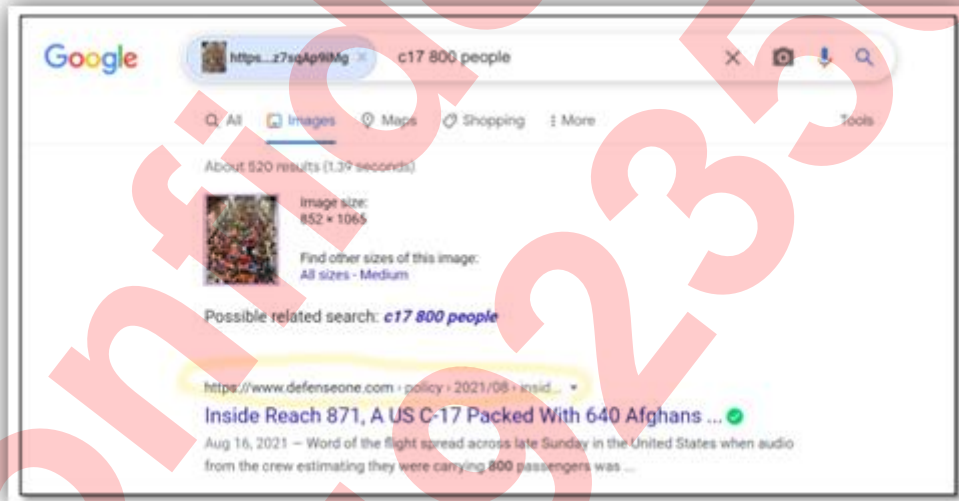 Google
https...z7sqAp9iMg × c17 800 people
All Images Maps Shopping More Tools
About 520 results (1.39 seconds)
Image size:
852 × 1065
Find other sizes of this image:
All sizes - Medium
Possible related search: c17 800 people
https://www.defenseone.com › policy › 2021/08 › insid...
Inside Reach 871, A US C-17 Packed With 640 Afghans ...
Aug 16, 2021 — Word of the flight spread across late Sunday in the United States when audio
from the crew estimating they were carrying 800 passengers was ...